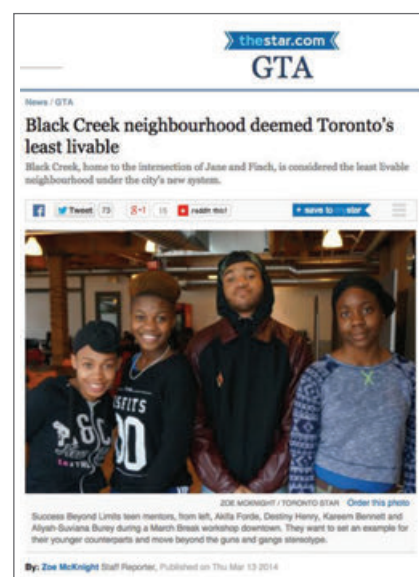 thestar.com
GTA
News / GTA
Black Creek neighbourhood deemed Toronto's
least livable
Black Creek, home to the intersection of Jane and Finch, is considered the least livable
neighbourhood under the city's new system.
Tweet 73 g+1 15 reddit this!
+ save to star
P & C
MISFITS
00
ZOE MCKNIGHT / TORONTO STAR Order this photo
Success Beyond Limits teen mentors, from left, Akilla Forde, Destiny Henry, Kareem Bennett and
Aliyah-Suviana Burey during a March Break workshop downtown. They want to set an example for
their younger counterparts and move beyond the guns and gangs stereotype.
By: Zoe McKnight Staff Reporter, Published on Thu Mar 13 2014